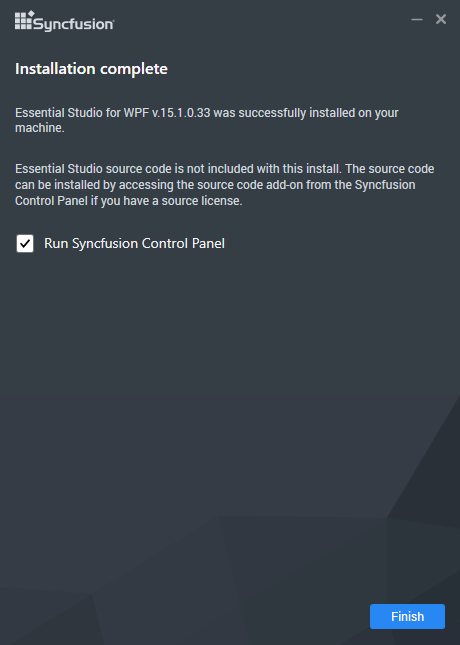 Syncfusion
Installation complete
Essential Studio for WPF v.15.1.0.33 was successfully installed on your
machine.
Essential Studio source code is not included with this install. The source code
can be installed by accessing the source code add-on from the Syncfusion
Control Panel if you have a source license.
Run Syncfusion Control Panel
Finish